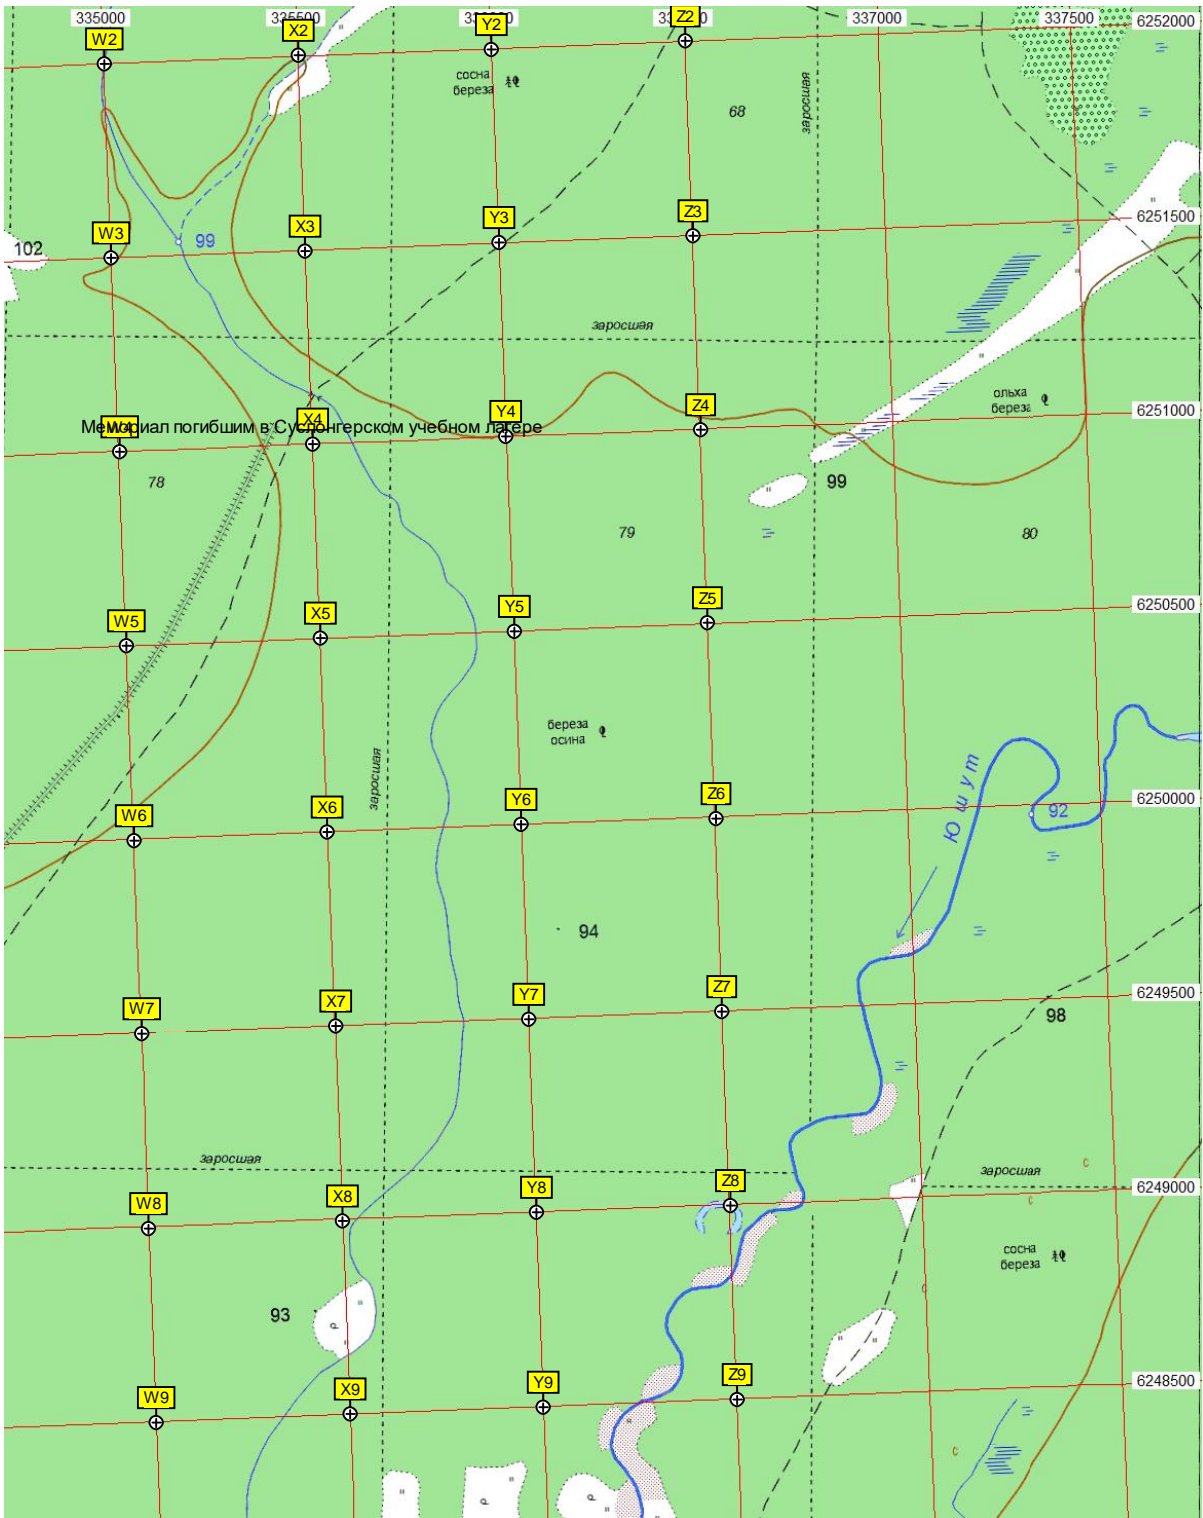 335000
335500
337000
337500
6252000
W2
X2
Y2
Z2
сосна
береза
68
заросшая
6251500
W3
X3
Y3
Z3
102
99
заросшая
ольха
береза
6251000
W4
X4
Y4
Z4
Мемориал погибшим в Суслонгерском учебном лагере
78
99
79
80
6250500
W5
X5
Y5
Z5
береза
осина
заросшая
Юшут
6250000
W6
X6
Y6
Z6
92
94
6249500
W7
X7
Y7
Z7
98
заросшая
заросшая
с
6249000
W8
X8
Y8
Z8
с
сосна
береза
с
93
р
6248500
W9
X9
Y9
Z9
с
р
р